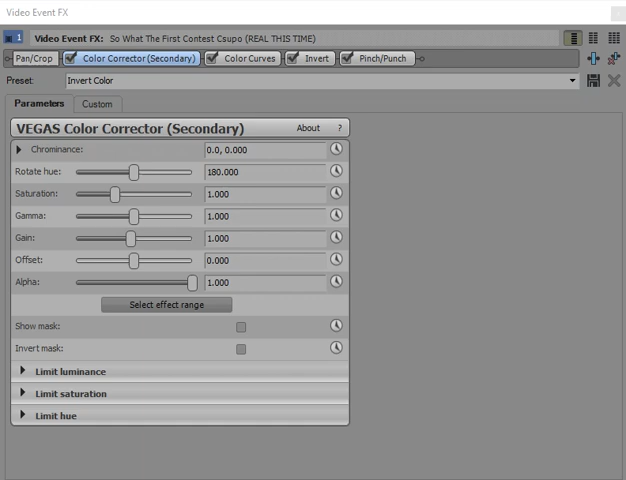 Video Event FX
1 Video Event FX: So What The First Contest Csupo (REAL THIS TIME)
Pan/Crop Color Corrector (Secondary) Color Curves Invert Pinch/Punch
Preset: Invert Color
Parameters Custom
VEGAS Color Corrector (Secondary) About ?
Chrominance: 0.0, 0.000
Rotate hue: 180.000
Saturation: 1.000
Gamma: 1.000
Gain: 1.000
Offset: 0.000
Alpha: 1.000
Select effect range
Show mask:
Invert mask:
Limit luminance
Limit saturation
Limit hue